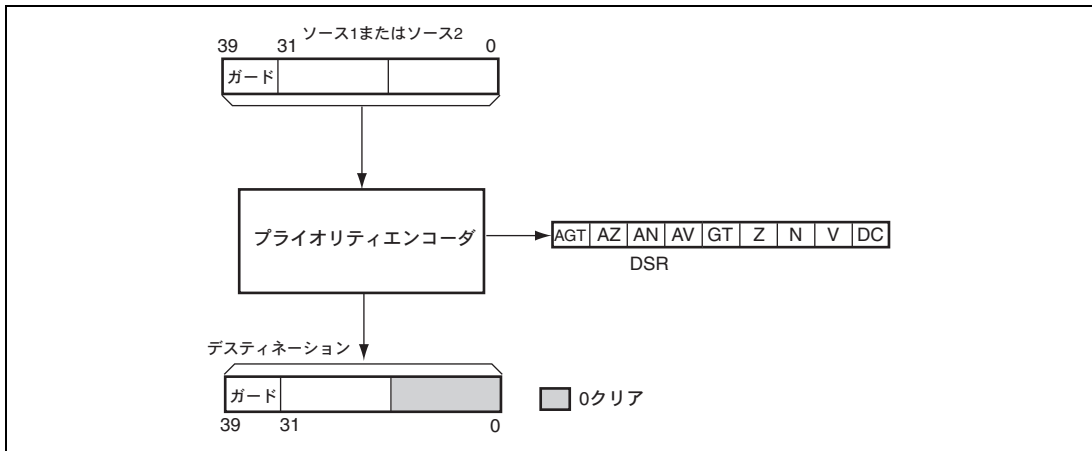 ソース1またはソース2
39 31 0
ガード
プライオリティエンコーダ
AGT AZ AN AV GT Z N V DC
DSR
デスティネーション
ガード
0クリア
39 31 0